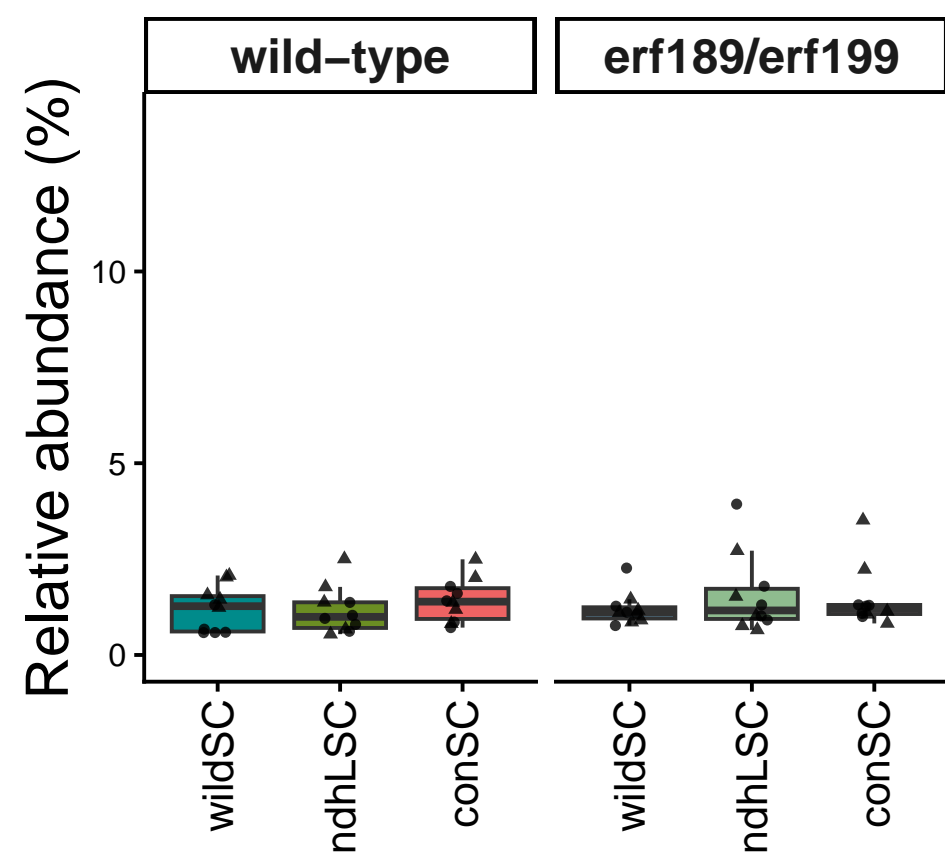 wild–type
erf189/erf199
Relative abundance (%)
10
5
0
wildSC
ndhLSC
conSC
wildSC
ndhLSC
conSC